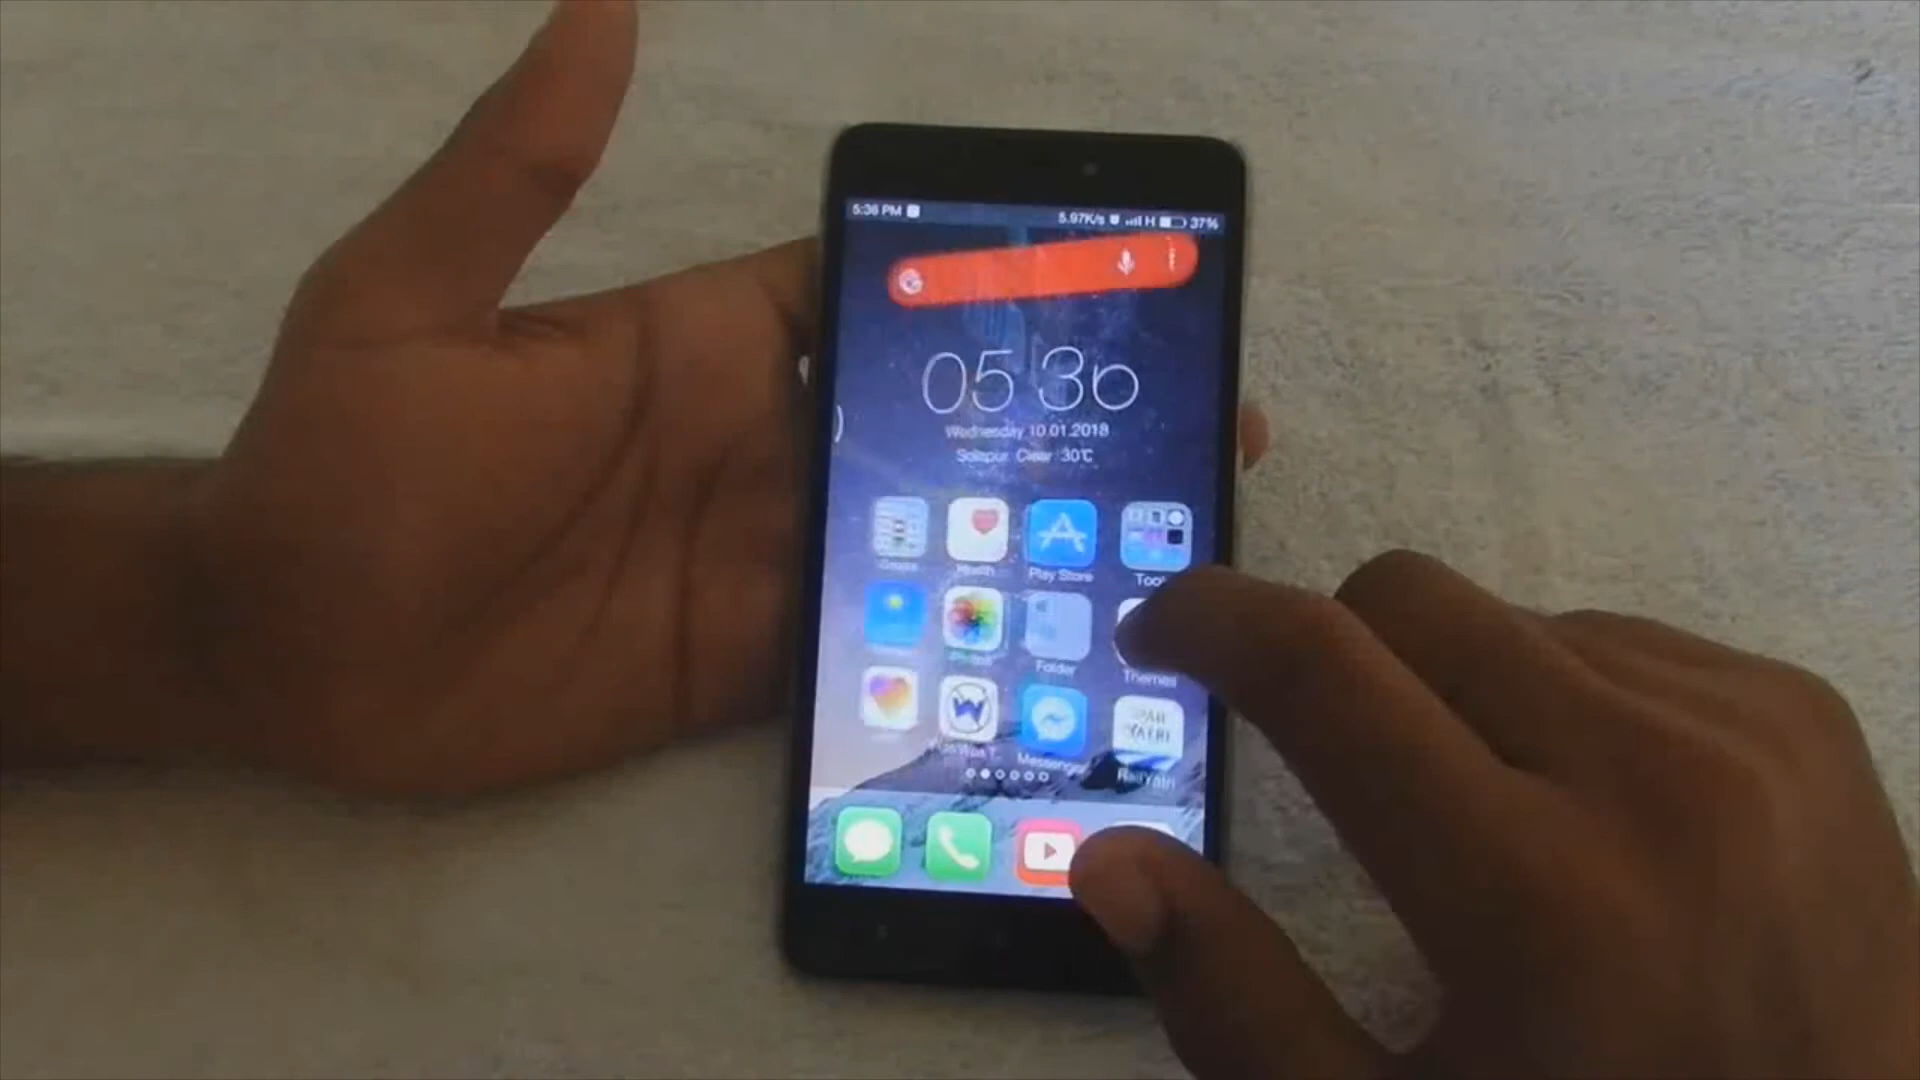 5:36 PM 5.97K/s H 37%
05 36
Wednesday 10.01.2018
Solapur Clear 30℃
Health Play Store
Folder Themes
Messenger RailYatri